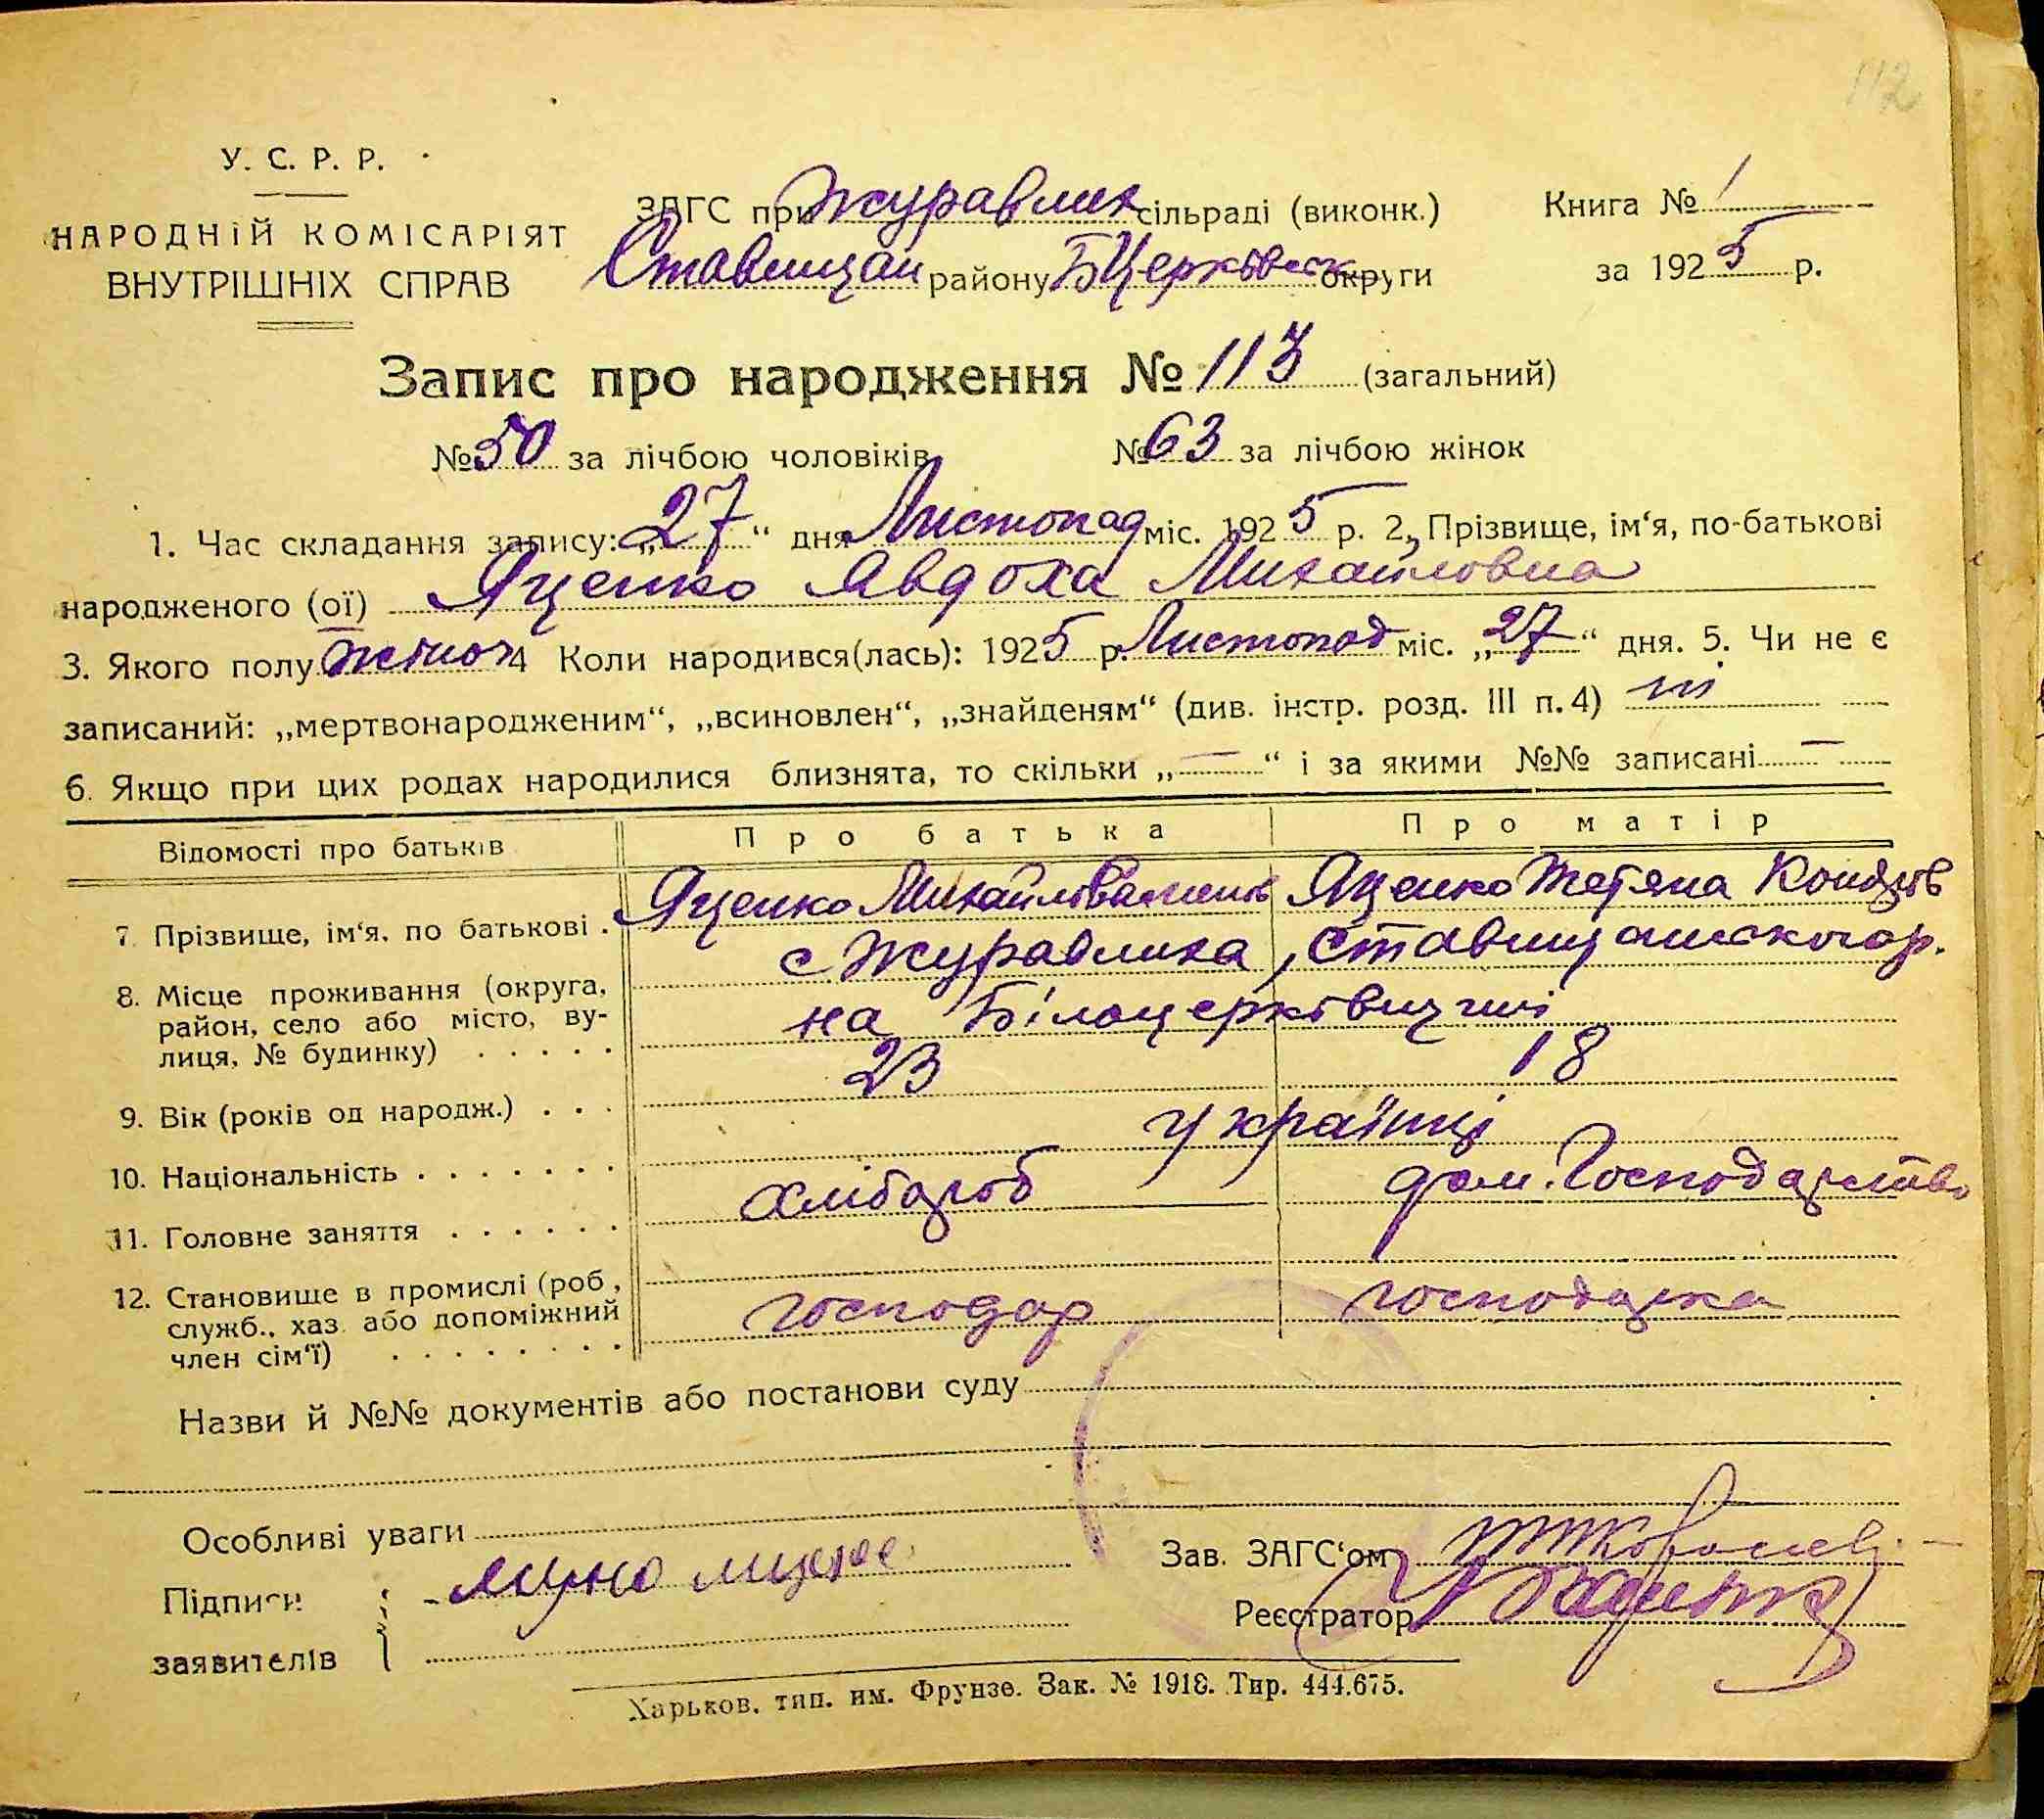 112
У. С. Р. Р.
НАРОДНІЙ КОМІСАРІЯТ
ВНУТРІШНІХ СПРАВ
ЗАГС при Журавлих сільраді (виконк.)
Ставищан району БЦерківськ округи
Книга № 1
за 1925 р.
Запис про народження № 113 (загальний)
№ 50 за лічбою чоловіків № 63 за лічбою жінок
1. Час складання запису: „27“ дня Листопад міс. 1925 р. 2. Прізвище, ім‘я, по-батькові
народженого (ої) Яценко Явдоха Михайловна
3. Якого полу жіноч 4 Коли народився(лась): 1925 р. Листопад міс. „27“ дня. 5. Чи не є
записаний: „мертвонародженим“, „всиновлен“, „знайденям“ (див. інстр. розд. III п. 4) ні
6. Якщо при цих родах народилися близнята, то скільки „—“ і за якими №№ записані —
Відомості про батьків Про батька Про матір
7. Прізвище, ім‘я, по батькові . Яценко Михайло Яценко Тетяна
8. Місце проживання (округа, с Журавлиха, Ставищанського р.
район, село або місто, ву- на Білоцерківщині
лиця, № будинку) . . . . .
9. Вік (років од народж.) . . . 23 18
10. Національність . . . . . . . українці
11. Головне заняття . . . . . . хлібороб дом. Господарство
12. Становище в промислі (роб., господар господарка
служб., хаз. або допоміжний
член сім‘ї) . . . . . . . .
Назви й №№ документів або постанови суду
Особливі уваги
Підписи
заявителів
Зав. ЗАГС‘ом
Реєстратор
Харьков, тип. им. Фрунзе. Зак. № 1918. Тир. 444.675.